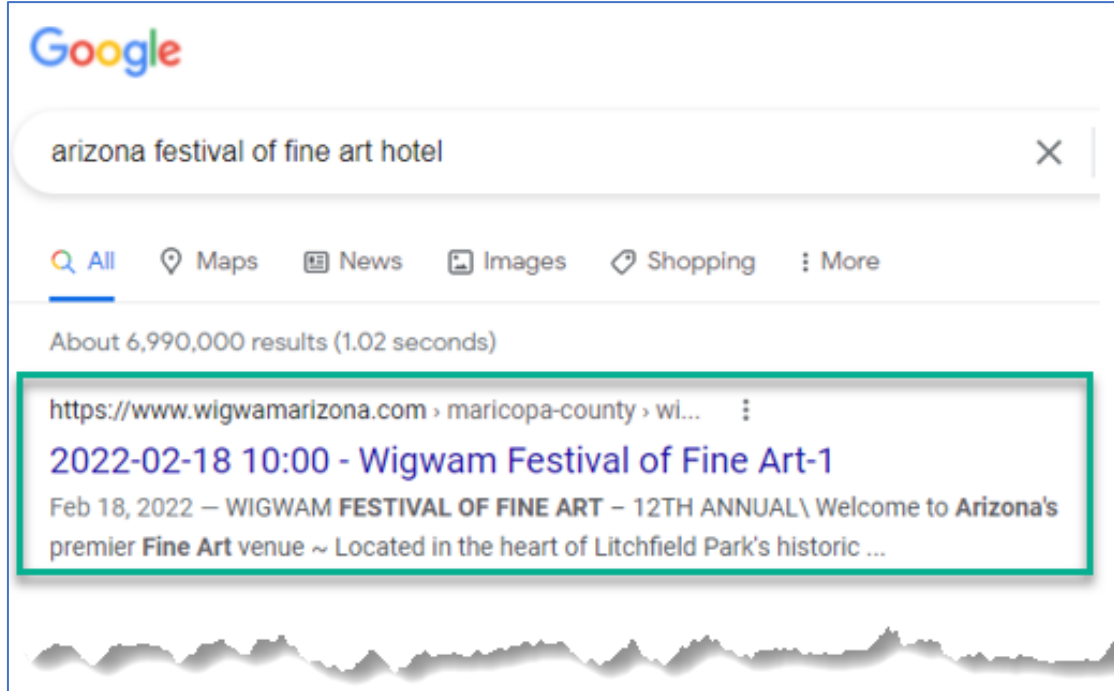 Google
arizona festival of fine art hotel
All Maps News Images Shopping More
About 6,990,000 results (1.02 seconds)
https://www.wigwamarizona.com › maricopa-county › wi...
2022-02-18 10:00 - Wigwam Festival of Fine Art-1
Feb 18, 2022 — WIGWAM FESTIVAL OF FINE ART – 12TH ANNUAL\ Welcome to Arizona's
premier Fine Art venue ~ Located in the heart of Litchfield Park's historic ...